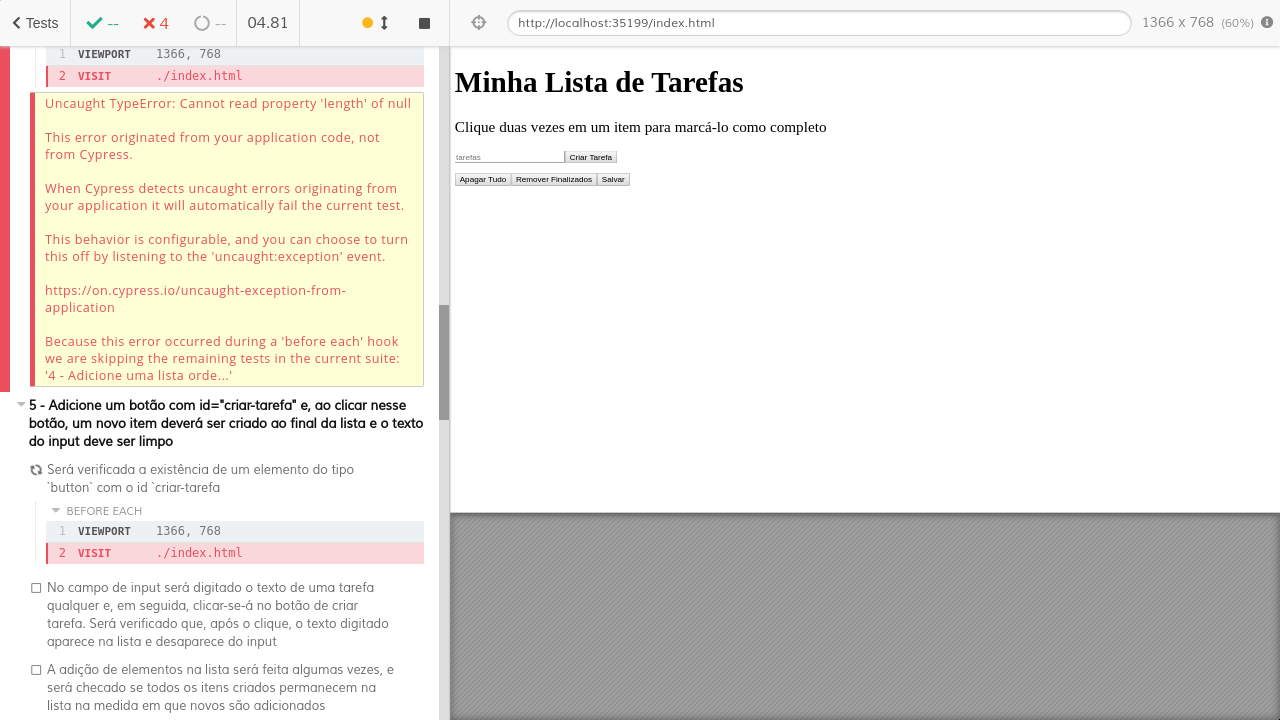 Tests
--
4
--
04.81
http://localhost:35199/index.html
1366 x 768 (60%)
1 VIEWPORT 1366, 768
2 VISIT ./index.html
Uncaught TypeError: Cannot read property 'length' of null
This error originated from your application code, not
from Cypress.
When Cypress detects uncaught errors originating from
your application it will automatically fail the current test.
This behavior is configurable, and you can choose to turn
this off by listening to the 'uncaught:exception' event.
https://on.cypress.io/uncaught-exception-from-
application
Because this error occurred during a 'before each' hook
we are skipping the remaining tests in the current suite:
'4 - Adicione uma lista orde...'
5 - Adicione um botão com id="criar-tarefa" e, ao clicar nesse
botão, um novo item deverá ser criado ao final da lista e o texto
do input deve ser limpo
Será verificada a existência de um elemento do tipo
`button` com o id `criar-tarefa
BEFORE EACH
1 VIEWPORT 1366, 768
2 VISIT ./index.html
No campo de input será digitado o texto de uma tarefa
qualquer e, em seguida, clicar-se-á no botão de criar
tarefa. Será verificado que, após o clique, o texto digitado
aparece na lista e desaparece do input
A adição de elementos na lista será feita algumas vezes, e
será checado se todos os itens criados permanecem na
lista na medida em que novos são adicionados
Minha Lista de Tarefas
Clique duas vezes em um item para marcá-lo como completo
tarefas Criar Tarefa
Apagar Tudo Remover Finalizados Salvar